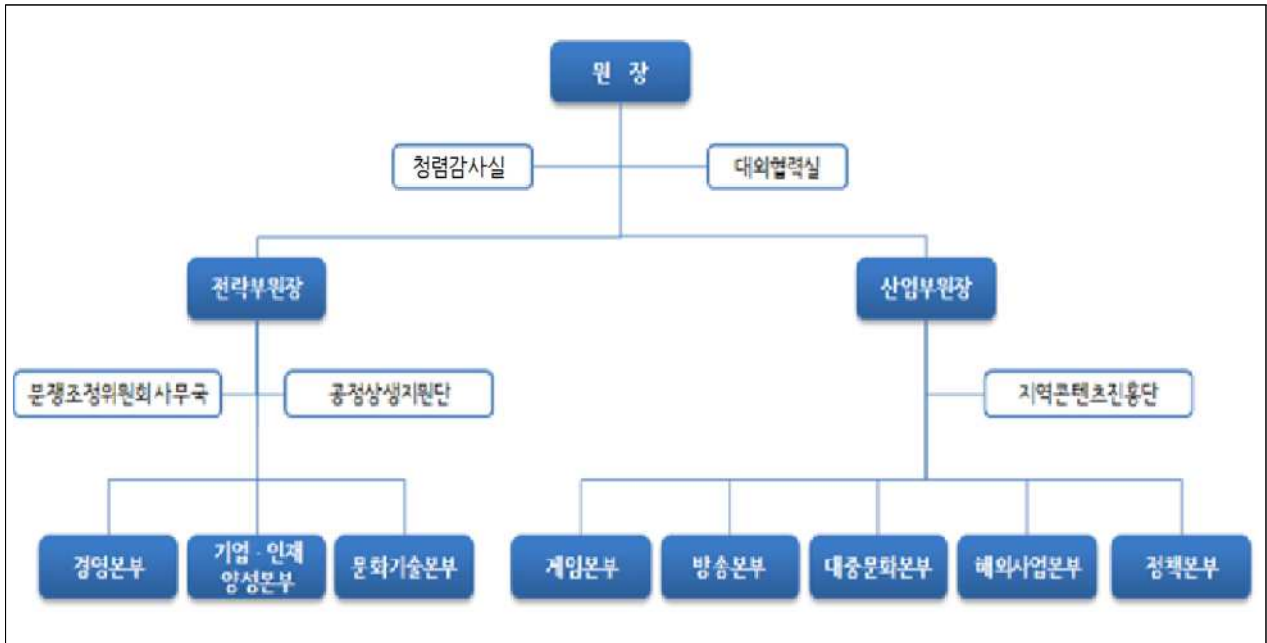 원 장
청렴감사실
대외협력실
전략부원장
산업부원장
분쟁조정위원회사무국
공정상생지원단
지역콘텐츠진흥단
경영본부
기업·인재
양성본부
문화기술본부
게임본부
방송본부
대중문화본부
해외사업본부
정책본부